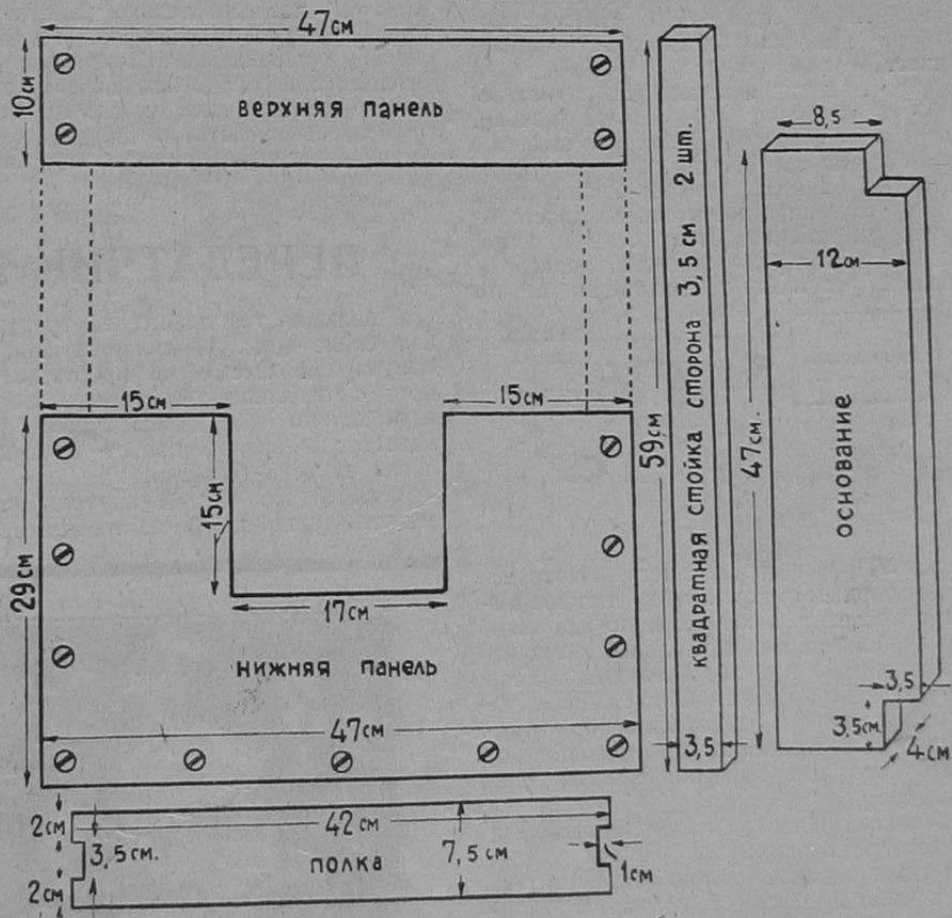 47см
10см
верхняя панель
15см
15см
15см
17см
29см
нижняя панель
47см
2см
42 см
3,5см.
полка
7,5см
1см
2см
59см
квадратная стойка сторона 3,5 см 2 шт.
3,5
8,5
12см
47см.
основание
3,5
3,5см.
4см